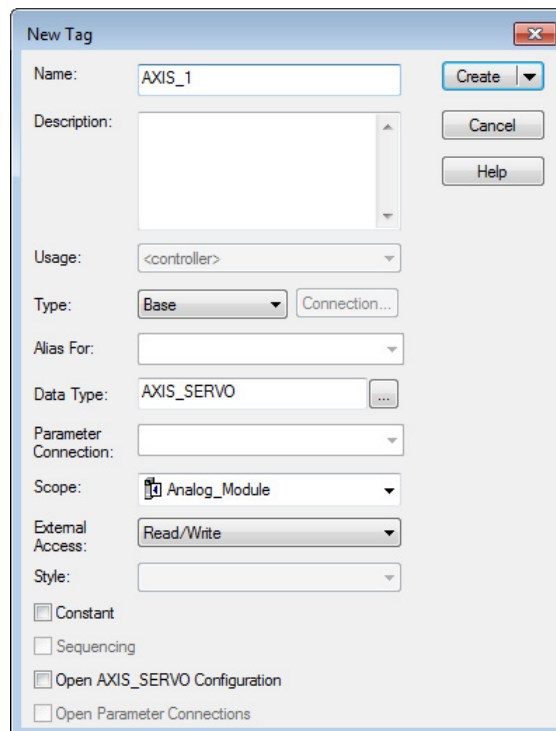 New Tag
Name: AXIS_1 Create
Description: Cancel
Help
Usage: <controller>
Type: Base Connection...
Alias For:
Data Type: AXIS_SERVO ...
Parameter
Connection:
Scope: Analog_Module
External
Access: Read/Write
Style:
Constant
Sequencing
Open AXIS_SERVO Configuration
Open Parameter Connections